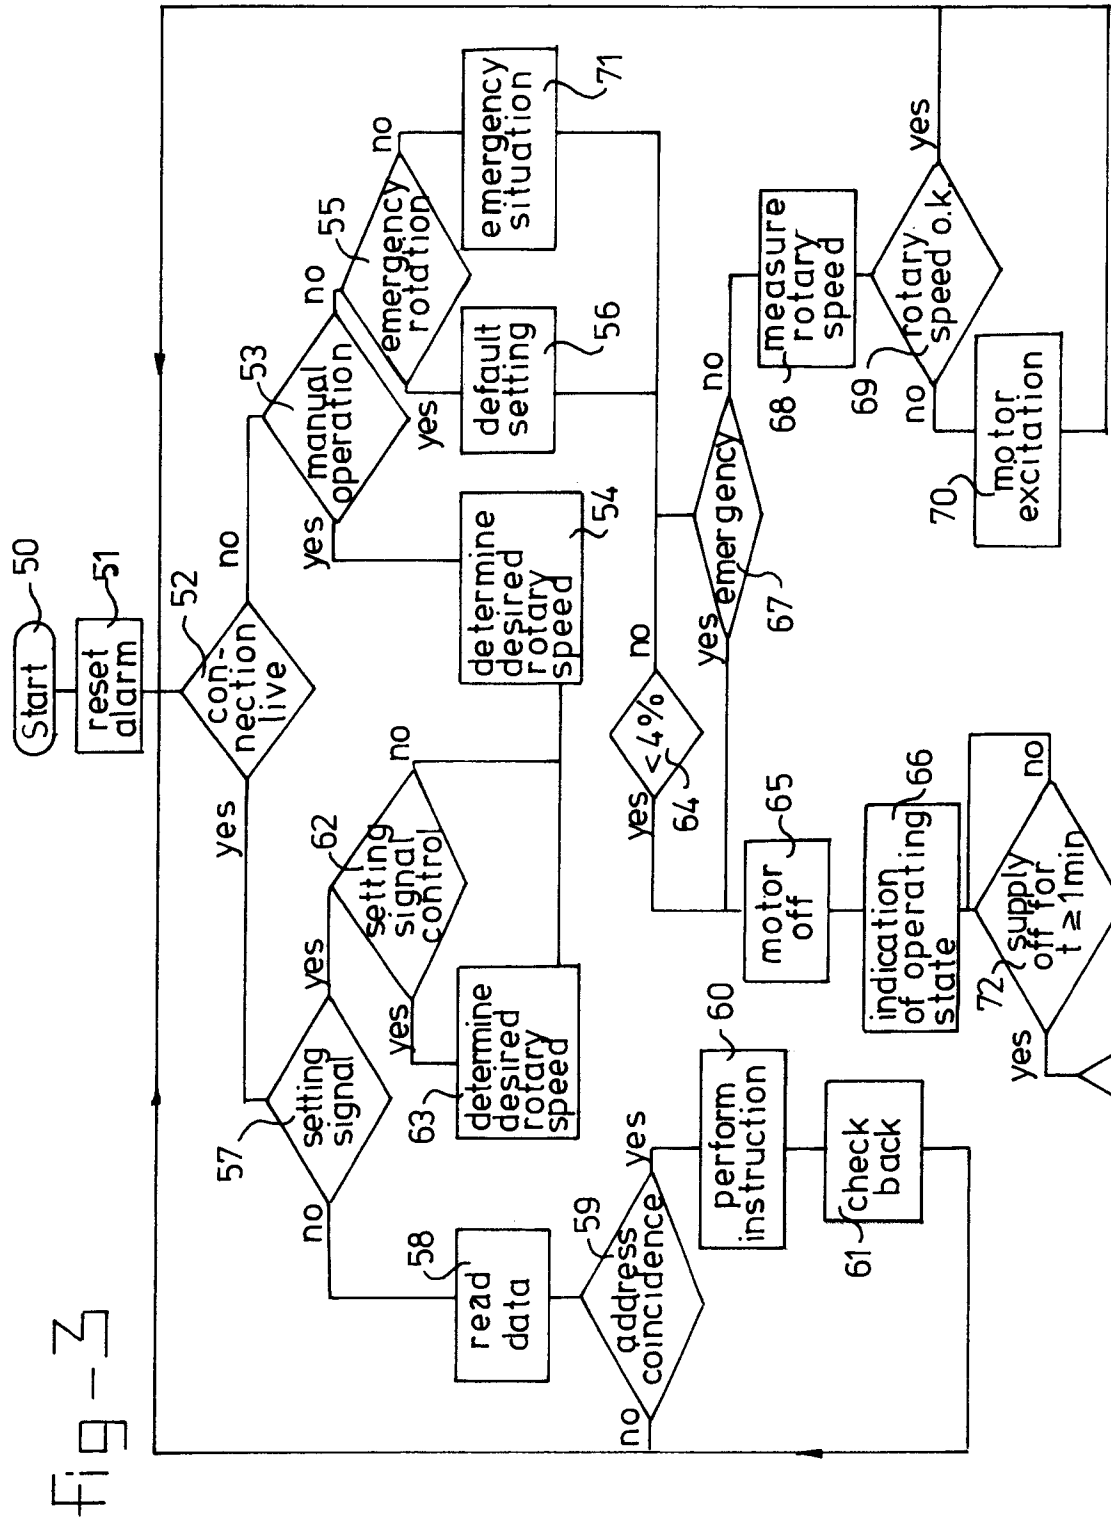 Fig-3
Start
50
reset
alarm
51
con-
nection
live
52
yes
no
setting
signal
57
yes
no
manual
operation
53
yes
no
setting
signal
control
62
yes
no
emergency
rotation
55
yes
no
read
data
58
determine
desired
rotary
speed
63
determine
desired
rotary
speed
54
default
setting
56
emergency
situation
71
address
coincidence
59
no
yes
<4%
64
yes
no
perform
instruction
60
emergency
67
yes
no
check
back
61
motor
off
65
measure
rotary
speed
68
indication
of operating
state
66
rotary
speed o.k.
69
no
yes
supply
off for
t ≥ 1min
72
yes
no
motor
excitation
70